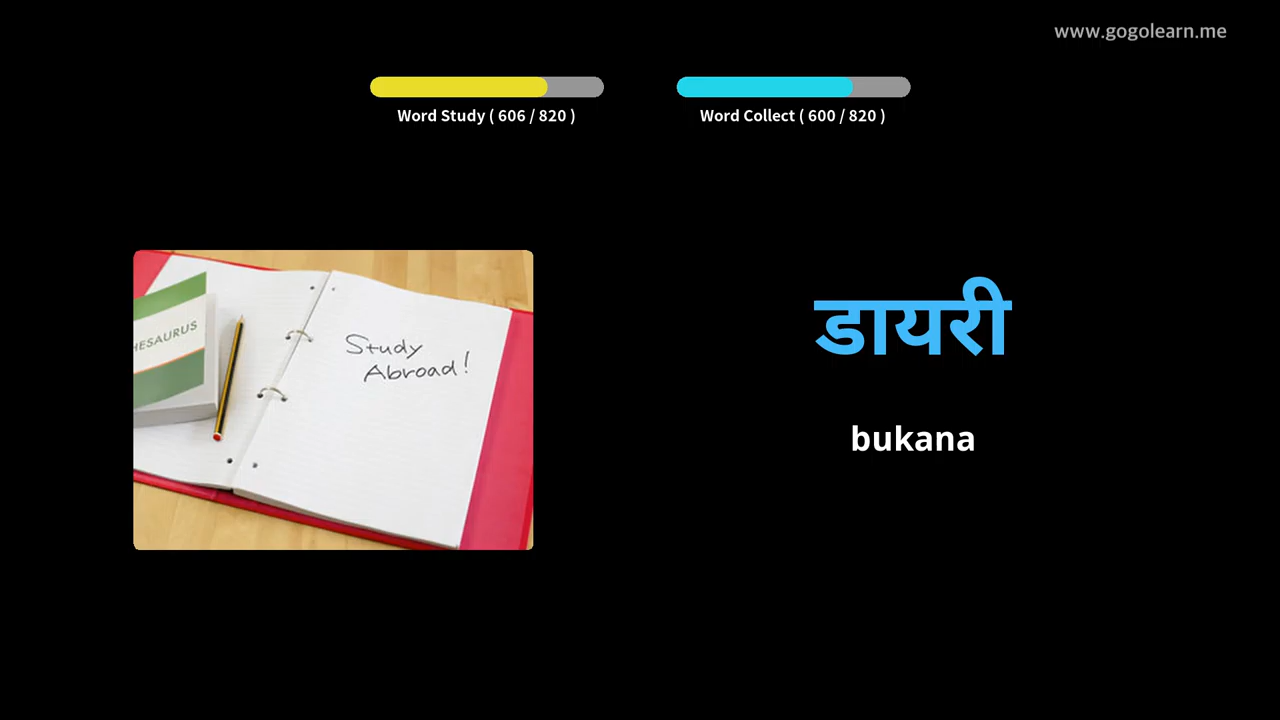 www.gogolearn.me
Word Study ( 606 / 820 )
Word Collect ( 600 / 820 )
HESAURUS
Study
Abroad!
डायरी
bukana